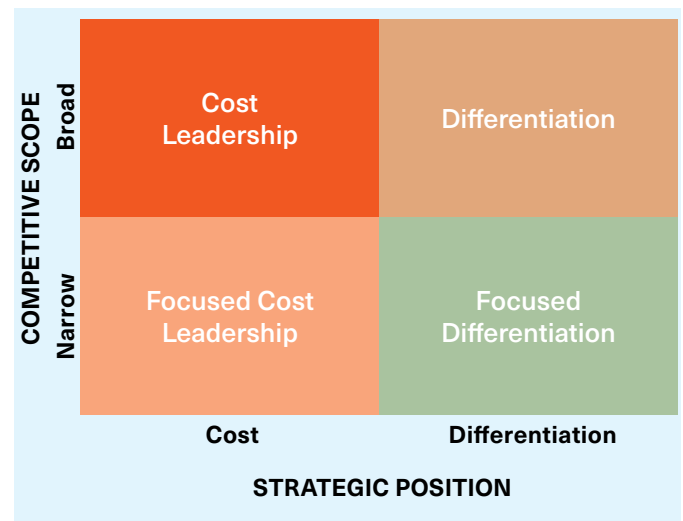 COMPETITIVE SCOPE
Broad
Narrow
Cost
Leadership
Differentiation
Focused Cost
Leadership
Focused
Differentiation
Cost
Differentiation
STRATEGIC POSITION